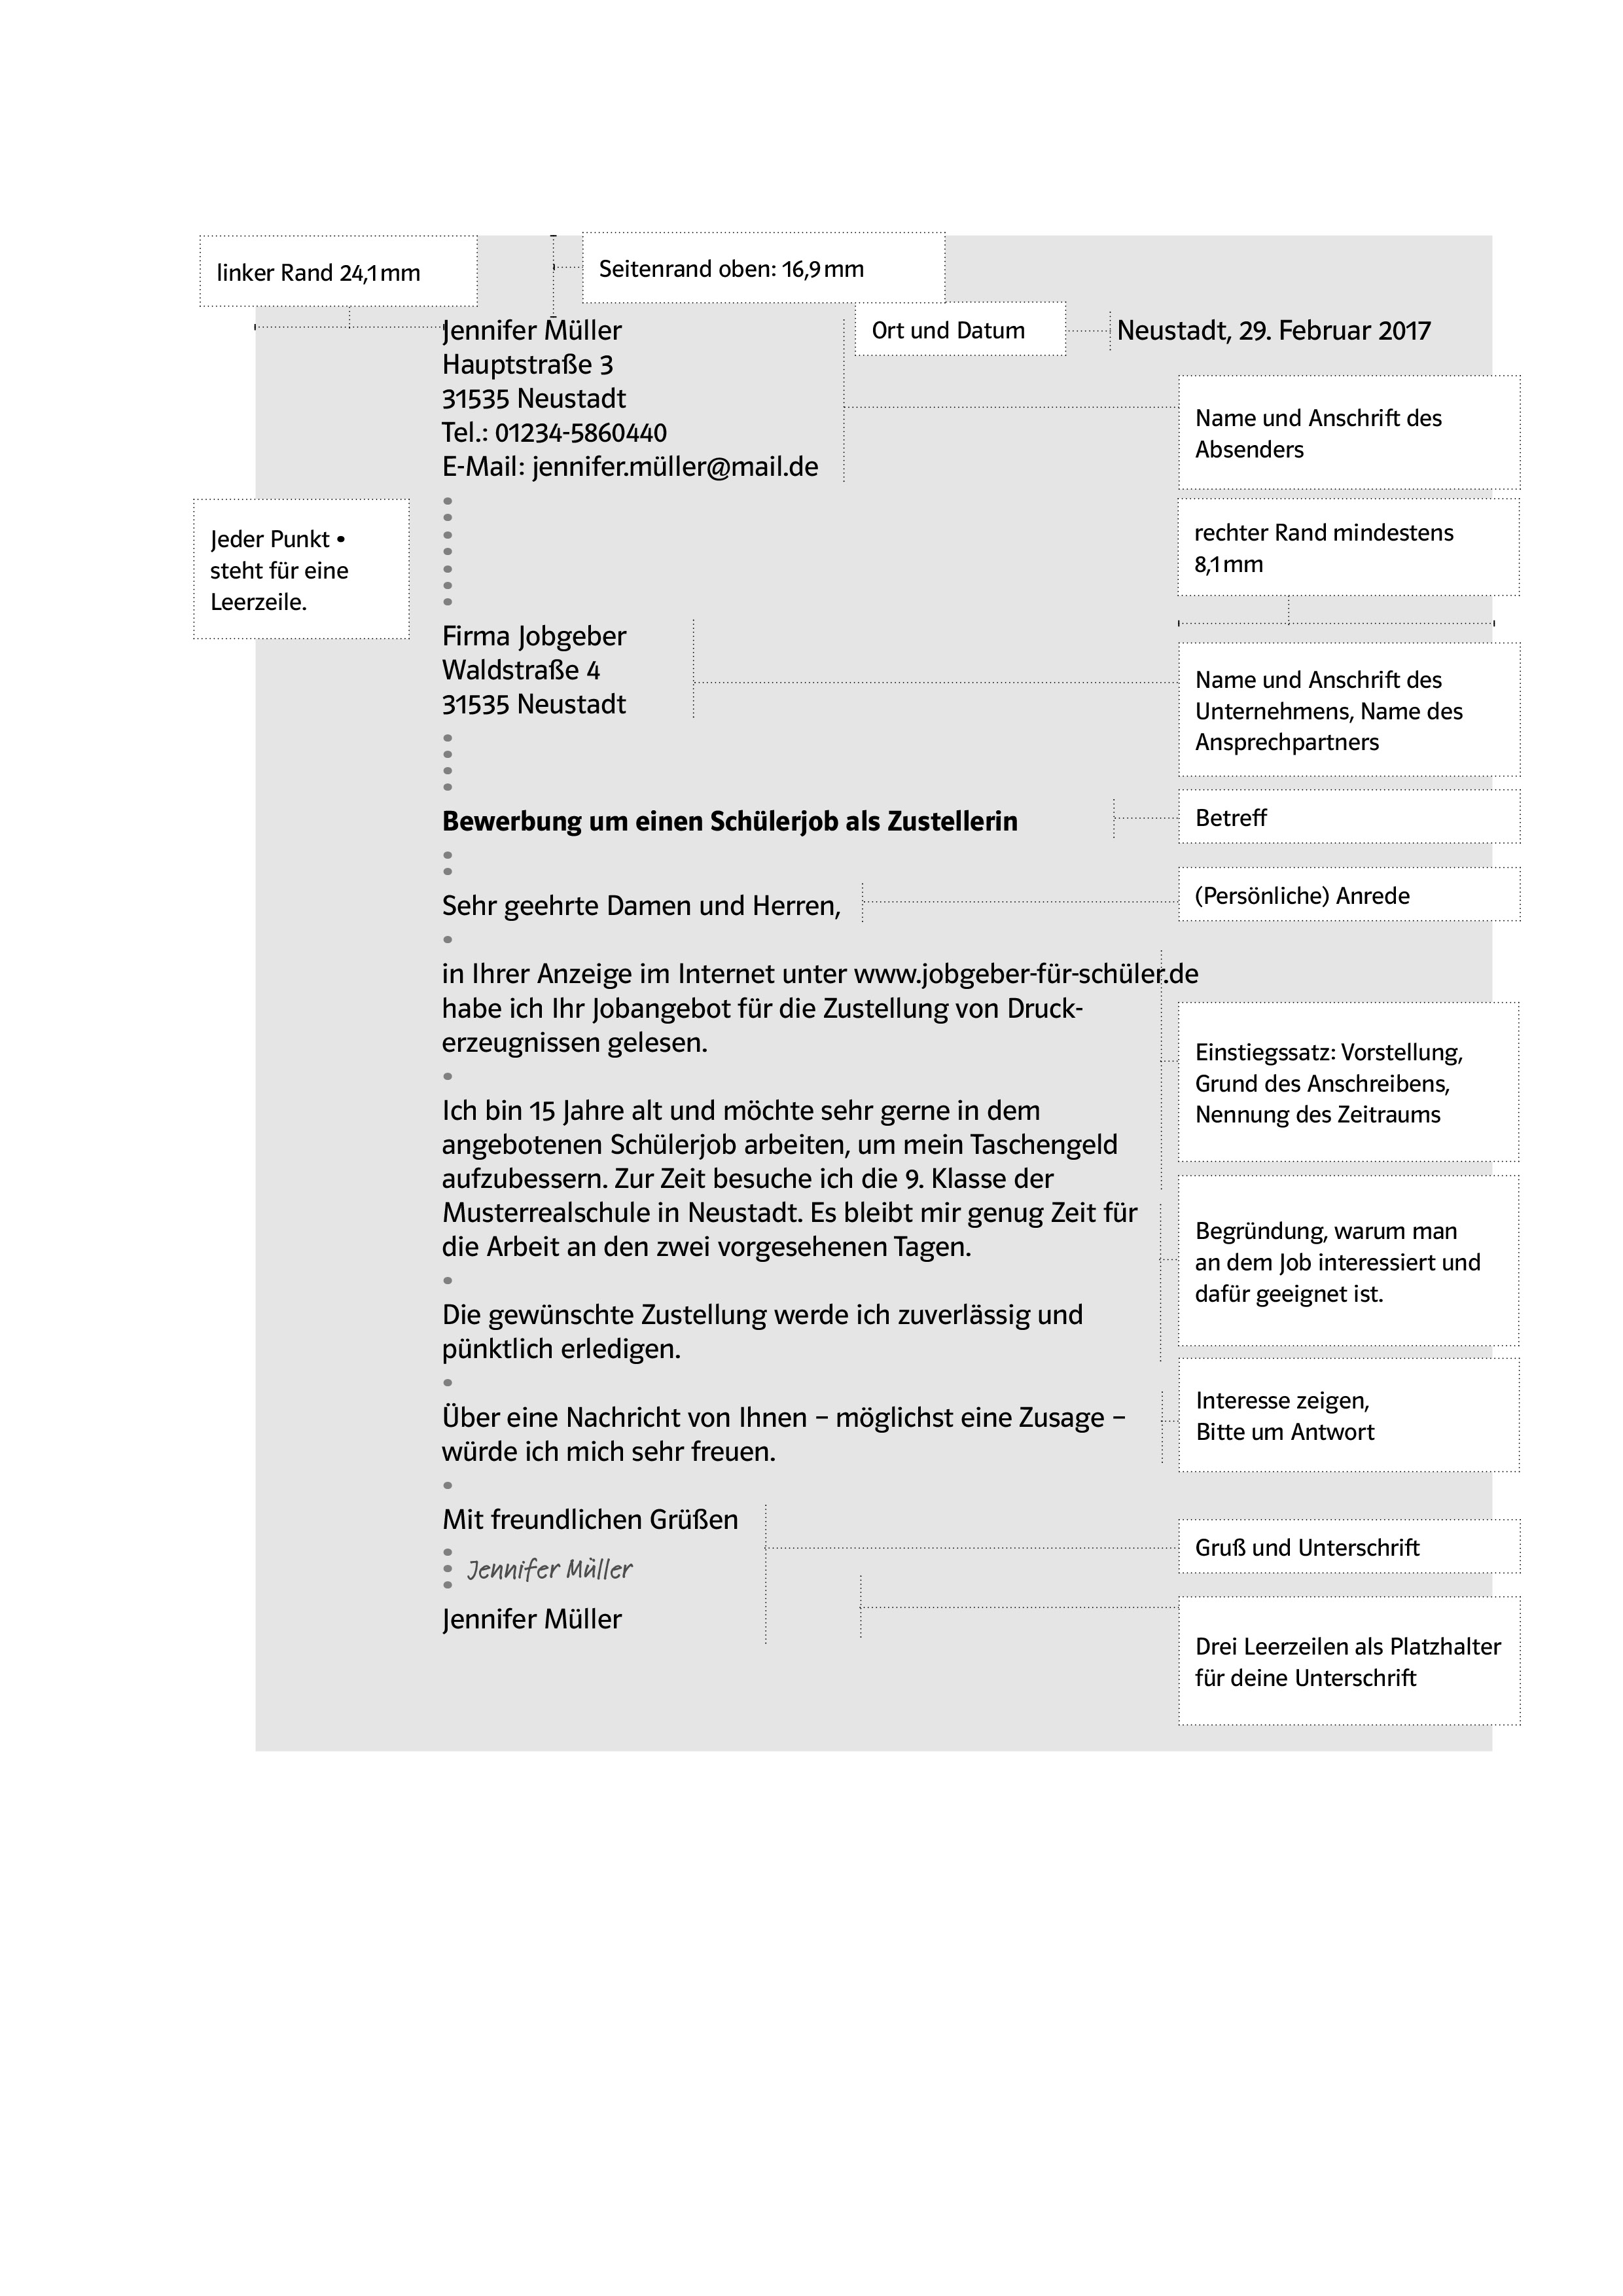 linker Rand 24,1 mm
Seitenrand oben: 16,9 mm
Ort und Datum
Neustadt, 29. Februar 2017
Jennifer Müller
Hauptstraße 3
31535 Neustadt
Tel.: 01234-5860440
E-Mail: jennifer.müller@mail.de
Name und Anschrift des
Absenders
Jeder Punkt •
steht für eine
Leerzeile.
rechter Rand mindestens
8,1 mm
Firma Jobgeber
Waldstraße 4
31535 Neustadt
Name und Anschrift des
Unternehmens, Name des
Ansprechpartners
Bewerbung um einen Schülerjob als Zustellerin
Betreff
Sehr geehrte Damen und Herren,
(Persönliche) Anrede
in Ihrer Anzeige im Internet unter www.jobgeber-für-schüler.de
habe ich Ihr Jobangebot für die Zustellung von Druck-
erzeugnissen gelesen.
Einstiegssatz: Vorstellung,
Grund des Anschreibens,
Nennung des Zeitraums
Ich bin 15 Jahre alt und möchte sehr gerne in dem
angebotenen Schülerjob arbeiten, um mein Taschengeld
aufzubessern. Zur Zeit besuche ich die 9. Klasse der
Musterrealschule in Neustadt. Es bleibt mir genug Zeit für
die Arbeit an den zwei vorgesehenen Tagen.
Begründung, warum man
an dem Job interessiert und
dafür geeignet ist.
Die gewünschte Zustellung werde ich zuverlässig und
pünktlich erledigen.
Über eine Nachricht von Ihnen – möglichst eine Zusage –
würde ich mich sehr freuen.
Interesse zeigen,
Bitte um Antwort
Mit freundlichen Grüßen
Gruß und Unterschrift
Jennifer Müller
Jennifer Müller
Drei Leerzeilen als Platzhalter
für deine Unterschrift